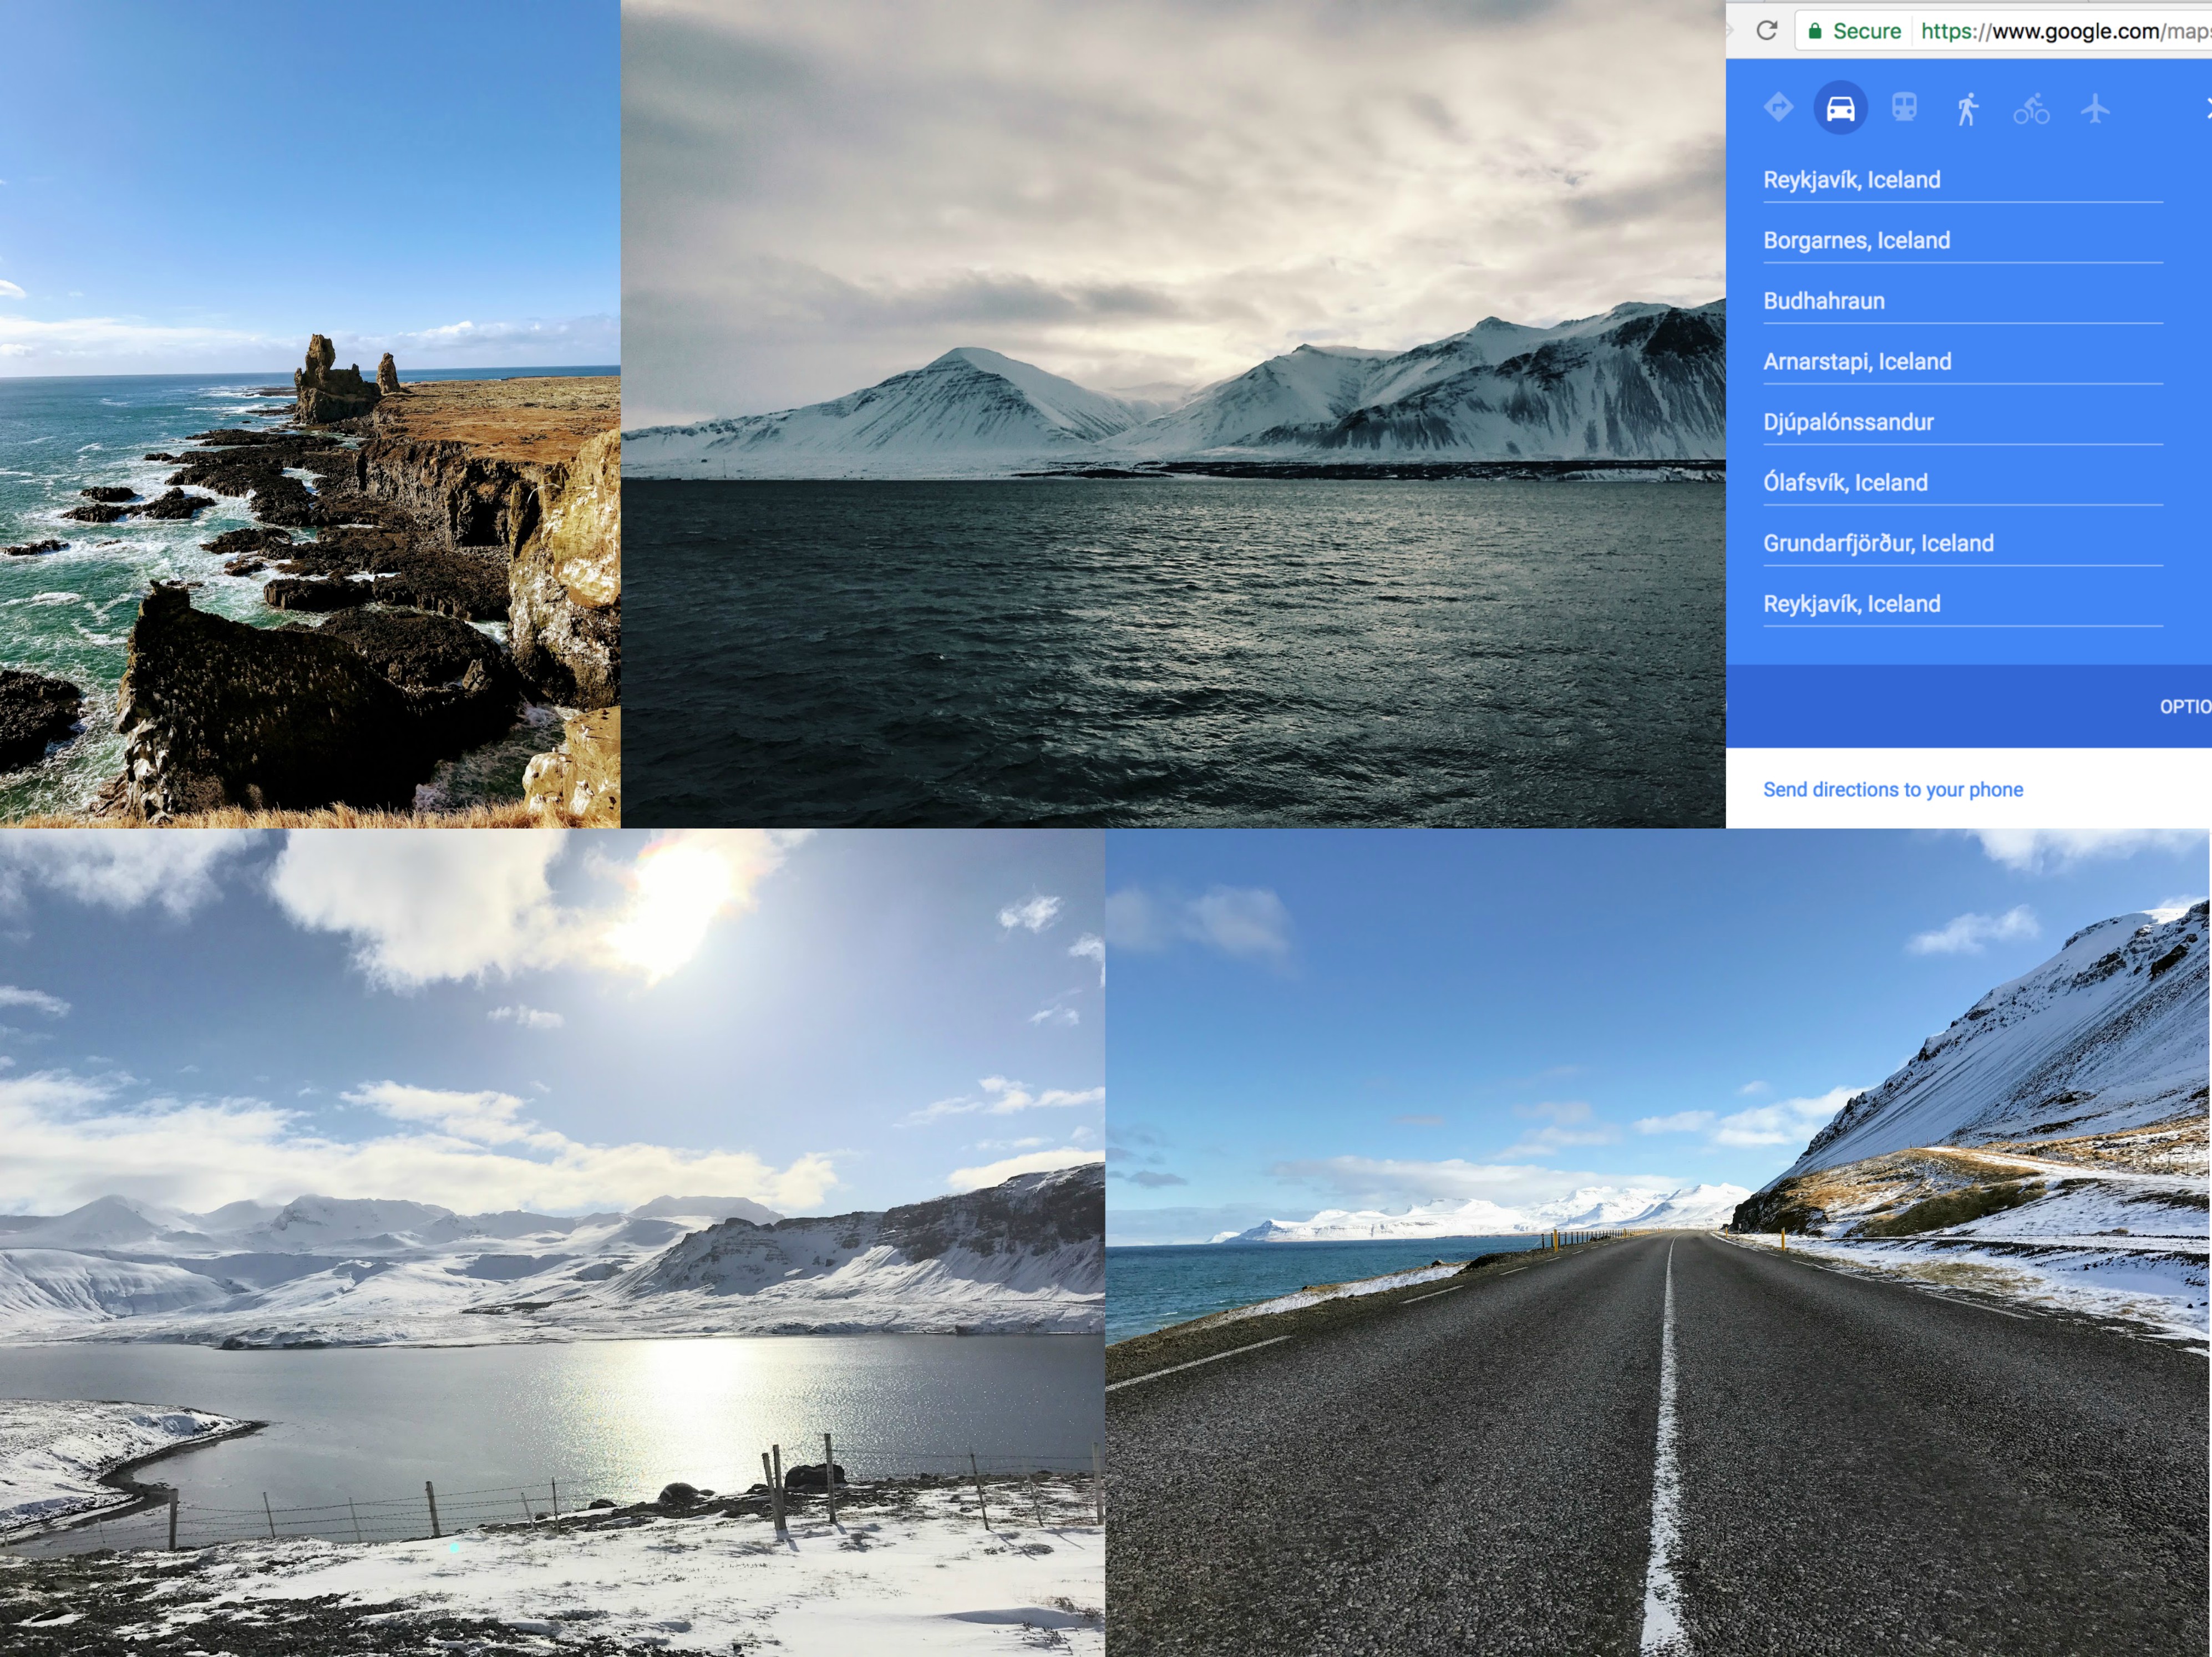 Secure https://www.google.com/maps
Reykjavík, Iceland
Borgarnes, Iceland
Budhahraun
Arnarstapi, Iceland
Djúpalónssandur
Ólafsvík, Iceland
Grundarfjörður, Iceland
Reykjavík, Iceland
OPTIO
Send directions to your phone